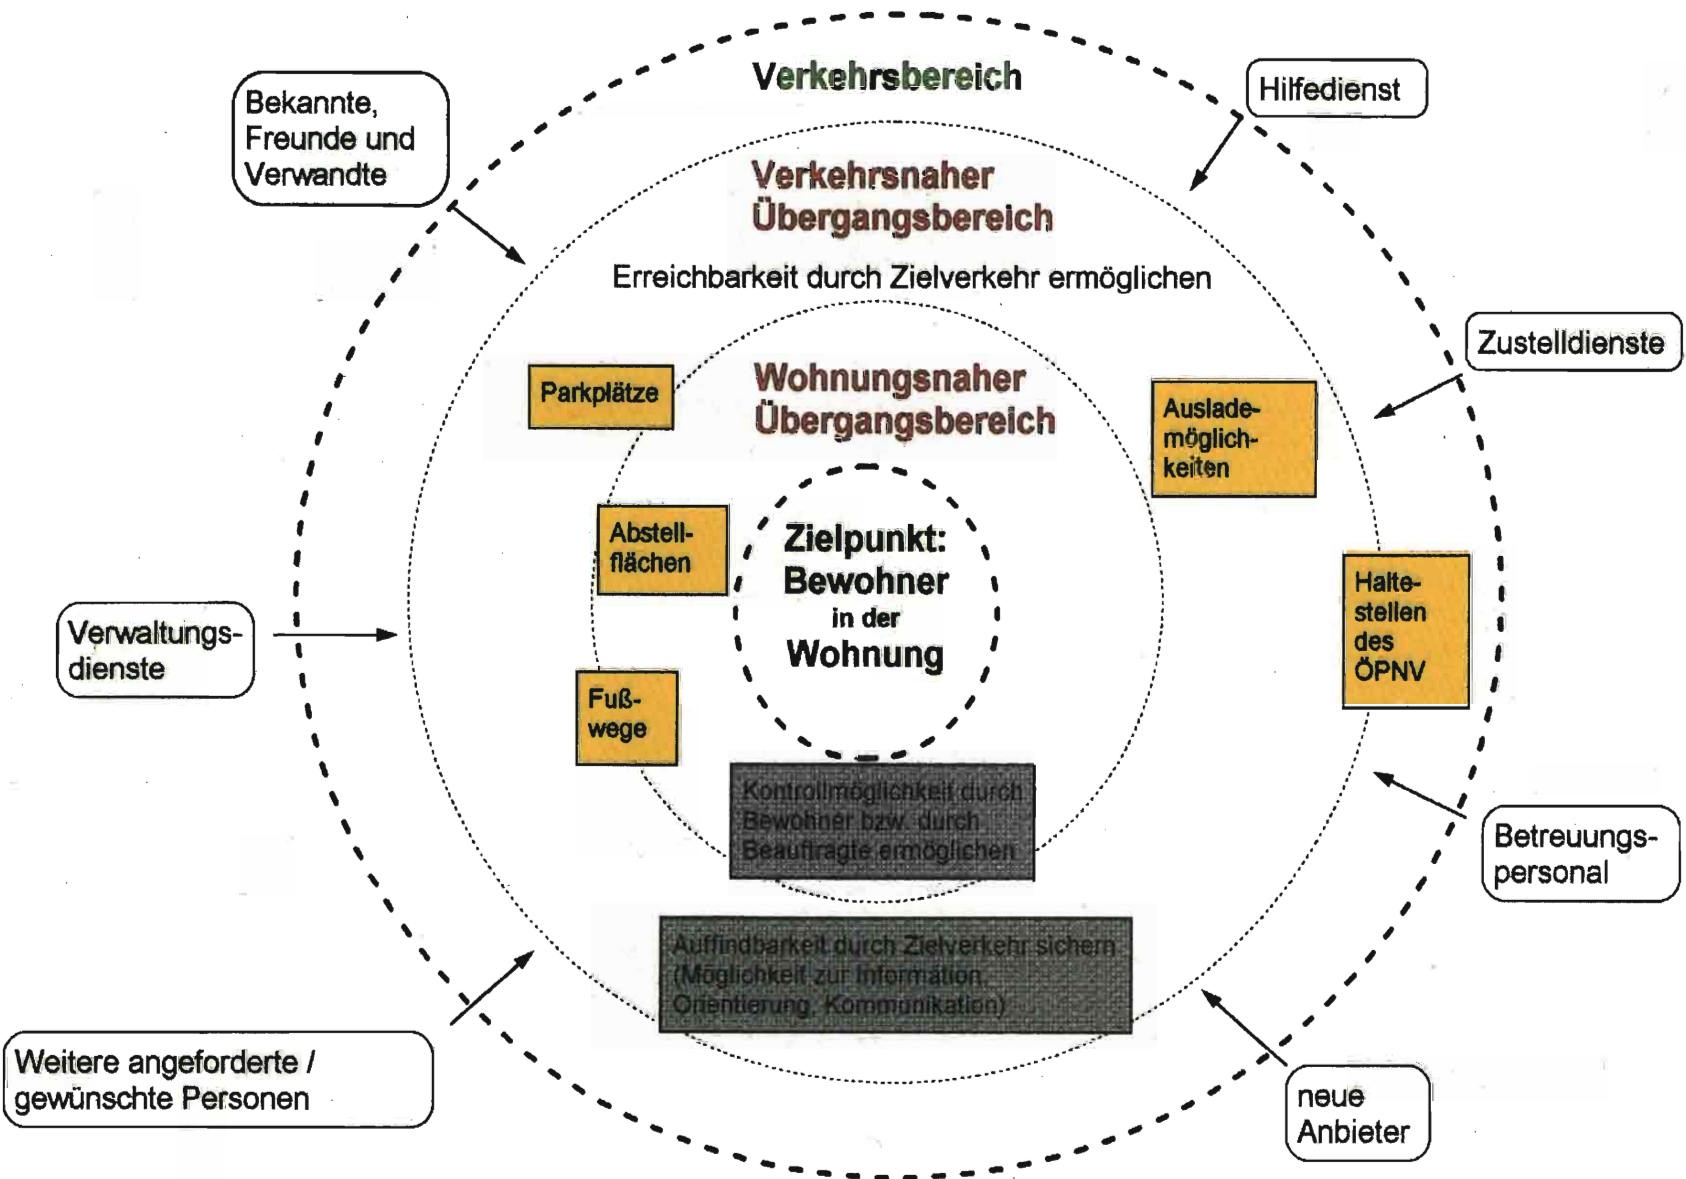 Verkehrsbereich
Bekannte,
Freunde und
Verwandte
Hilfedienst
Verkehrsnaher
Übergangsbereich
Erreichbarkeit durch Zielverkehr ermöglichen
Zustelldienste
Parkplätze
Wohnungsnaher
Übergangsbereich
Auslade-
möglich-
keiten
Abstell-
flächen
Zielpunkt:
Bewohner
in der
Wohnung
Halte-
stellen
des
ÖPNV
Verwaltungs-
dienste
Fuß-
wege
Kontrollmöglichkeit durch
Bewohner bzw. durch
Beauftragte ermöglichen
Betreuungs-
personal
Auffindbarkeit durch Zielverkehr sichern
(Möglichkeit zur Information,
Orientierung, Kommunikation)
Weitere angeforderte /
gewünschte Personen
neue
Anbieter